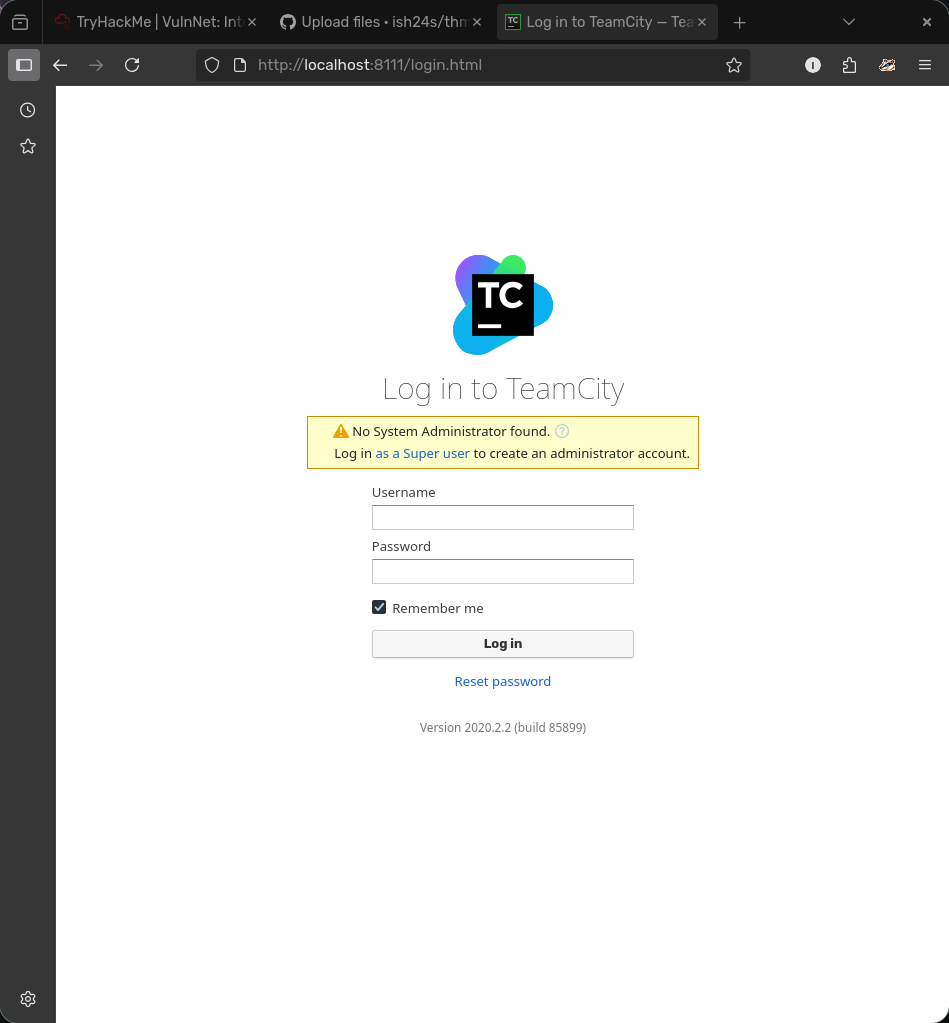 TryHackMe | VulnNet: Int
Upload files • ish24s/thm
TC
Log in to TeamCity — Tea
http://localhost:8111/login.html
I
TC
Log in to TeamCity
No System Administrator found. ?
Log in as a Super user to create an administrator account.
Username
Password
Remember me
Log in
Reset password
Version 2020.2.2 (build 85899)